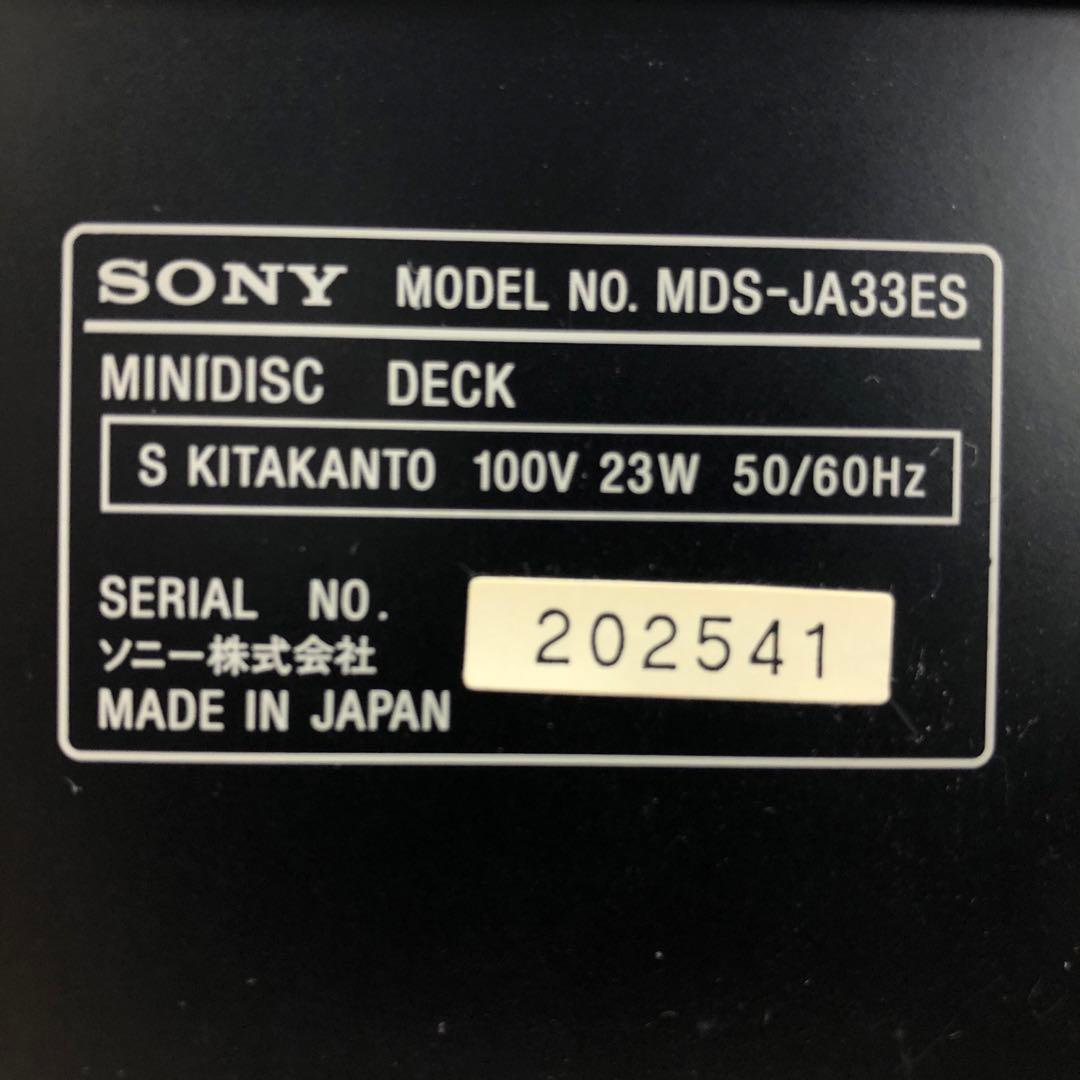 SONY MODEL NO. MDS-JA33ES
MINIDISC DECK
S KITAKANTO 100V 23W 50/60Hz
SERIAL NO. 202541
ソニー株式会社
MADE IN JAPAN